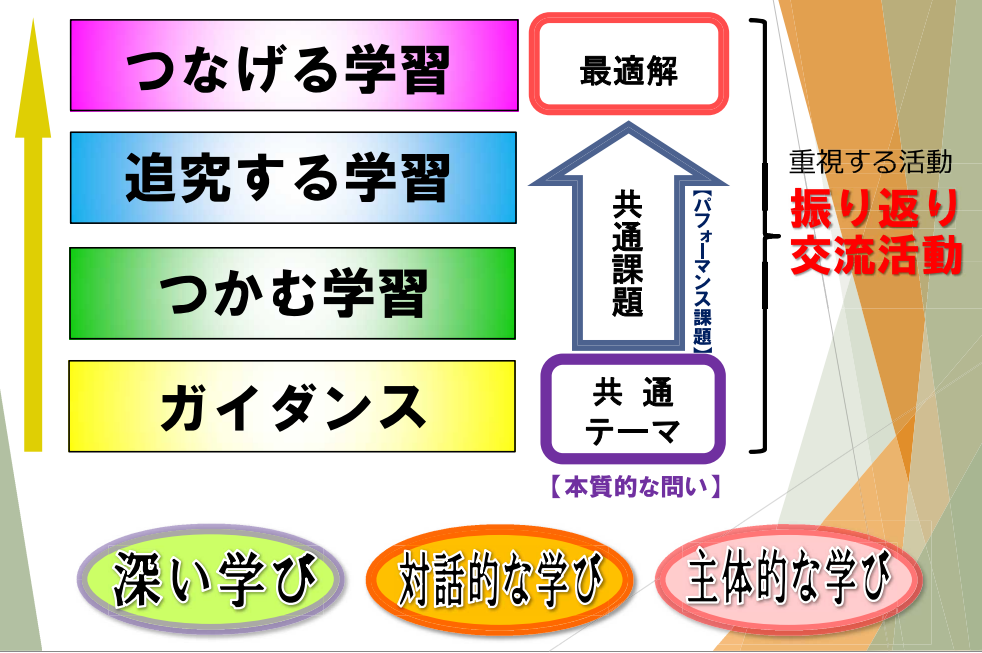 つなげる学習
追究する学習
つかむ学習
ガイダンス
最適解
共通課題
【パフォーマンス課題】
共 通
テーマ
【本質的な問い】
重視する活動
振り返り
交流活動
深い学び
対話的な学び
主体的な学び